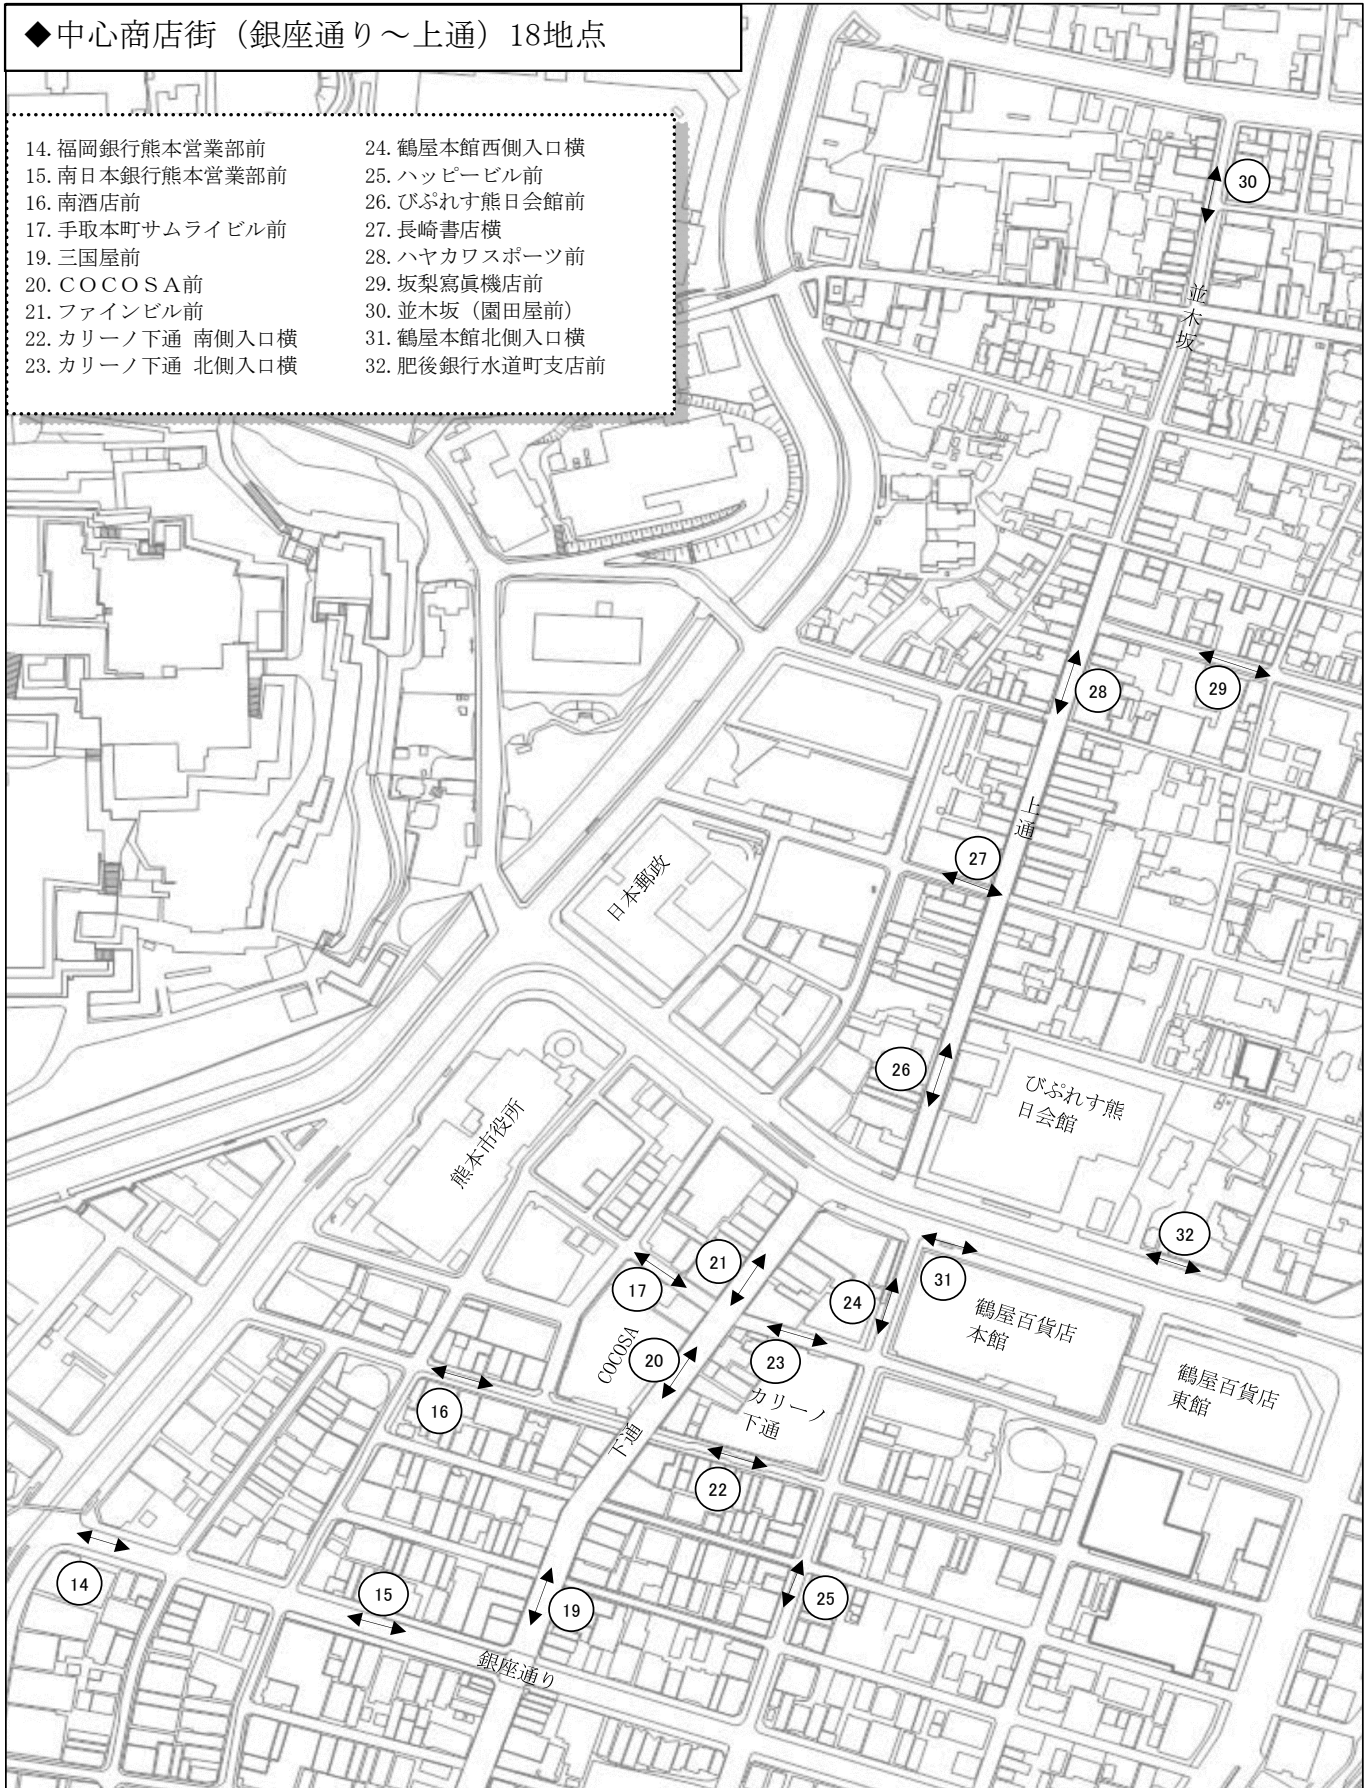 ◆中心商店街（銀座通り～上通）18地点
14. 福岡銀行熊本営業部前
15. 南日本銀行熊本営業部前
16. 南酒店前
17. 手取本町サムライビル前
19. 三国屋前
20. ＣＯＣＯＳＡ前
21. ファインビル前
22. カリーノ下通 南側入口横
23. カリーノ下通 北側入口横
24. 鶴屋本館西側入口横
25. ハッピービル前
26. びぷれす熊日会館前
27. 長崎書店横
28. ハヤカワスポーツ前
29. 坂梨寫眞機店前
30. 並木坂（園田屋前）
31. 鶴屋本館北側入口横
32. 肥後銀行水道町支店前
30
並木坂
28
29
上通
27
日本郵政
26
びぷれす熊
日会館
熊本市役所
32
21
17
31
24
鶴屋百貨店
本館
COCOSA
20
23
カリーノ
下通
鶴屋百貨店
東館
16
下通
22
14
15
19
25
銀座通り